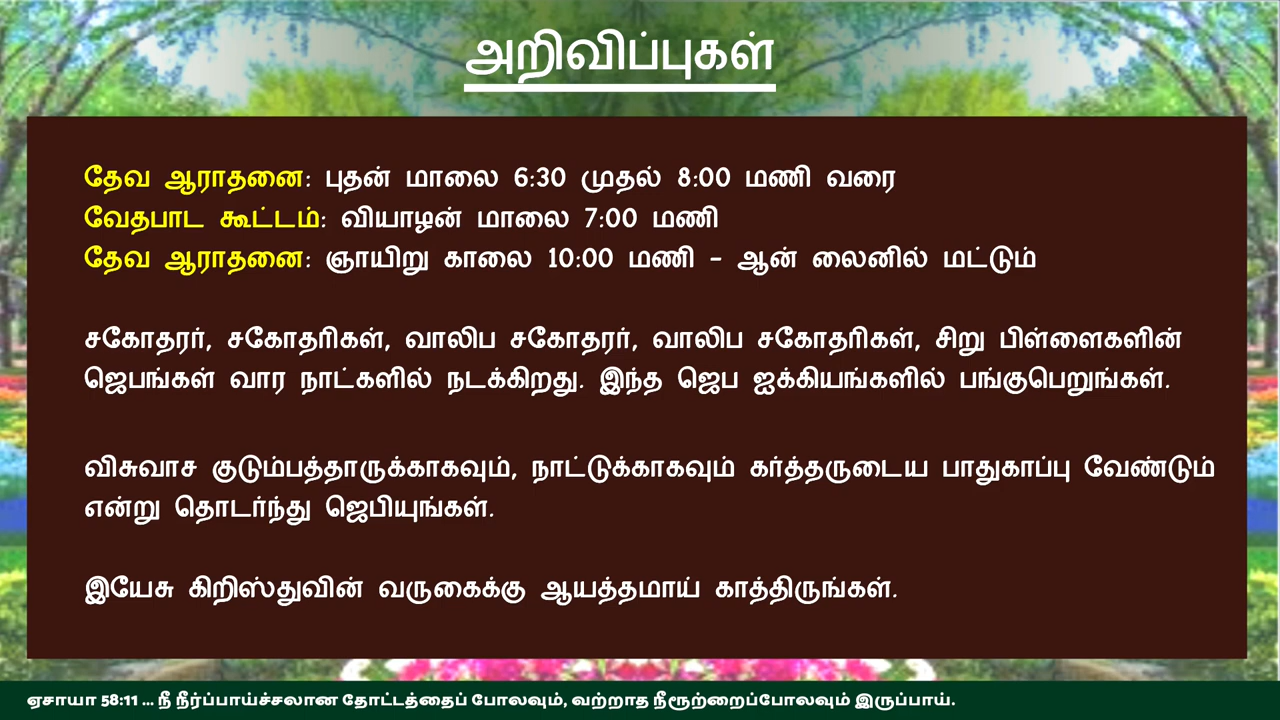 அறிவிப்புகள்
தேவ ஆராதனை: புதன் மாலை 6:30 முதல் 8:00 மணி வரை
வேதபாட கூட்டம்: வியாழன் மாலை 7:00 மணி
தேவ ஆராதனை: ஞாயிறு காலை 10:00 மணி - ஆன் லைனில் மட்டும்
சகோதரர், சகோதரிகள், வாலிப சகோதரர், வாலிப சகோதரிகள், சிறு பிள்ளைகளின்
ஜெபங்கள் வார நாட்களில் நடக்கிறது. இந்த ஜெப ஐக்கியங்களில் பங்குபெறுங்கள்.
விசுவாச குடும்பத்தாருக்காகவும், நாட்டுக்காகவும் கர்த்தருடைய பாதுகாப்பு வேண்டும்
என்று தொடர்ந்து ஜெபியுங்கள்.
இயேசு கிறிஸ்துவின் வருகைக்கு ஆயத்தமாய் காத்திருங்கள்.
ஏசாயா 58:11 ... நீ நீர்ப்பாய்ச்சலான தோட்டத்தைப் போலவும், வற்றாத நீரூற்றைப்போலவும் இருப்பாய்.